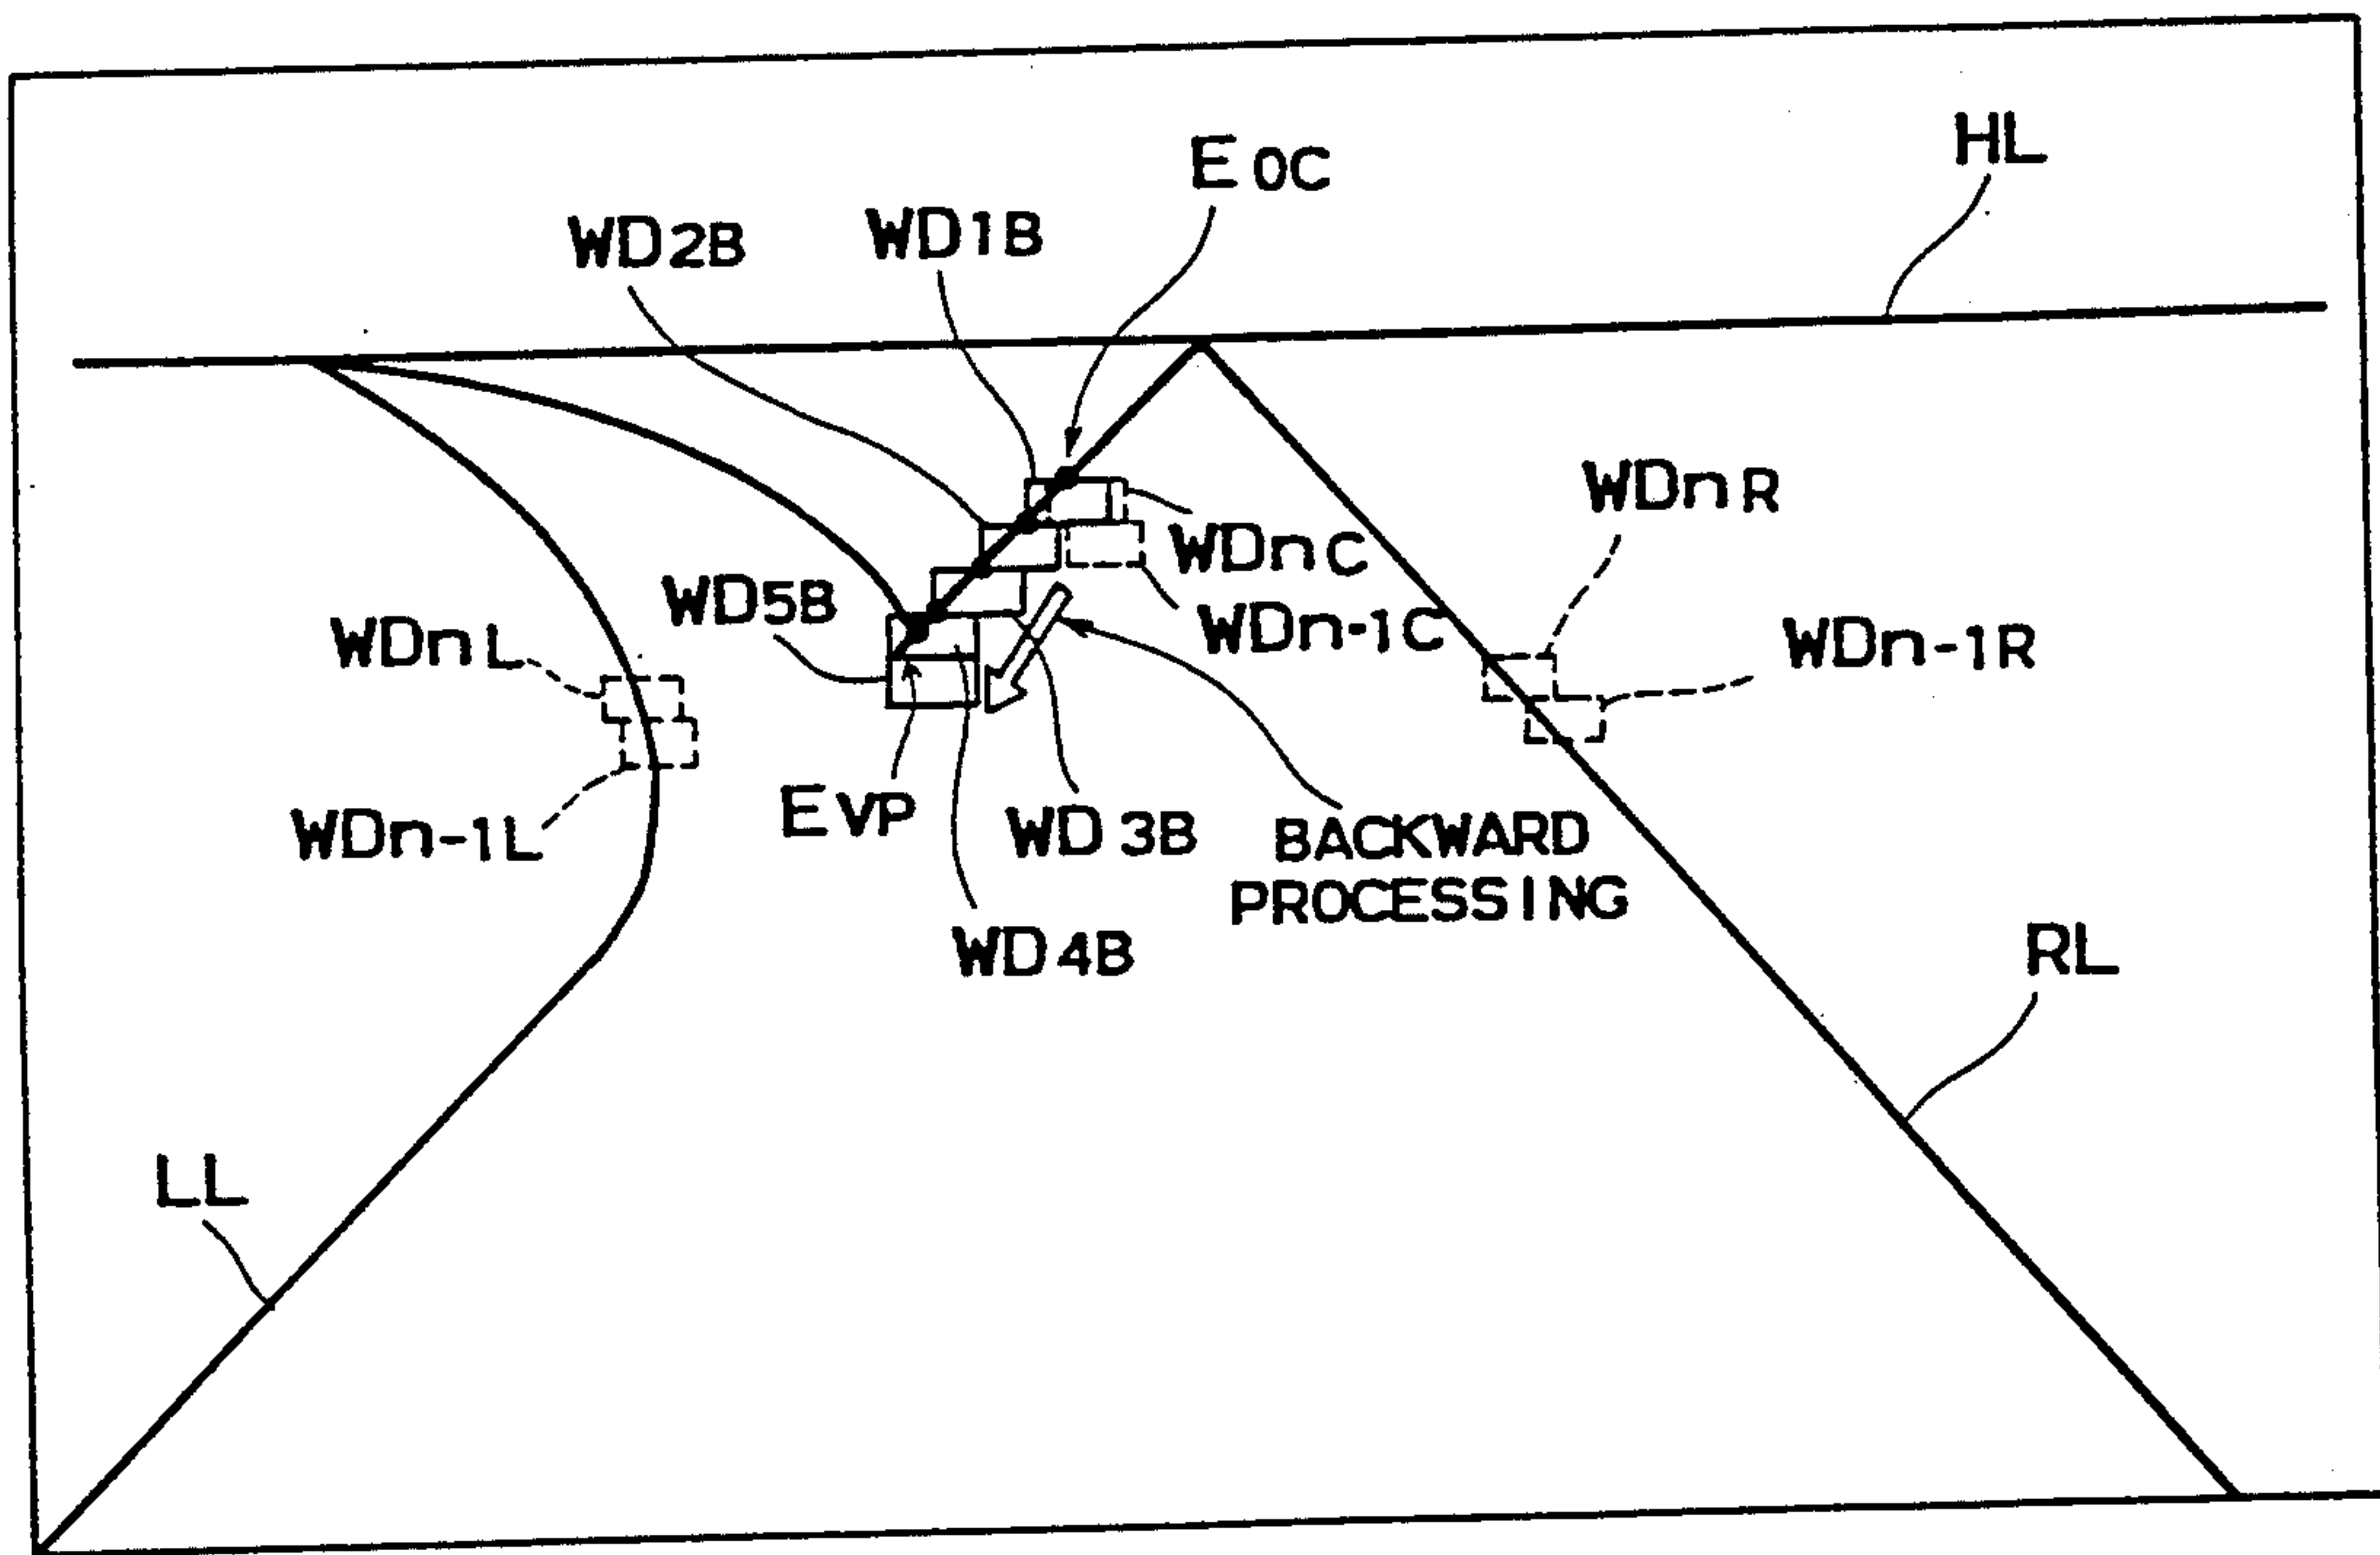 HL
E0C
WD1B
WD2B
WDnR
WDnC
WD5B
WDn-1C
WDnL
WDn-1R
EVP
WD3B
WDn-1L
BACKWARD
PROCESSING
WD4B
RL
LL